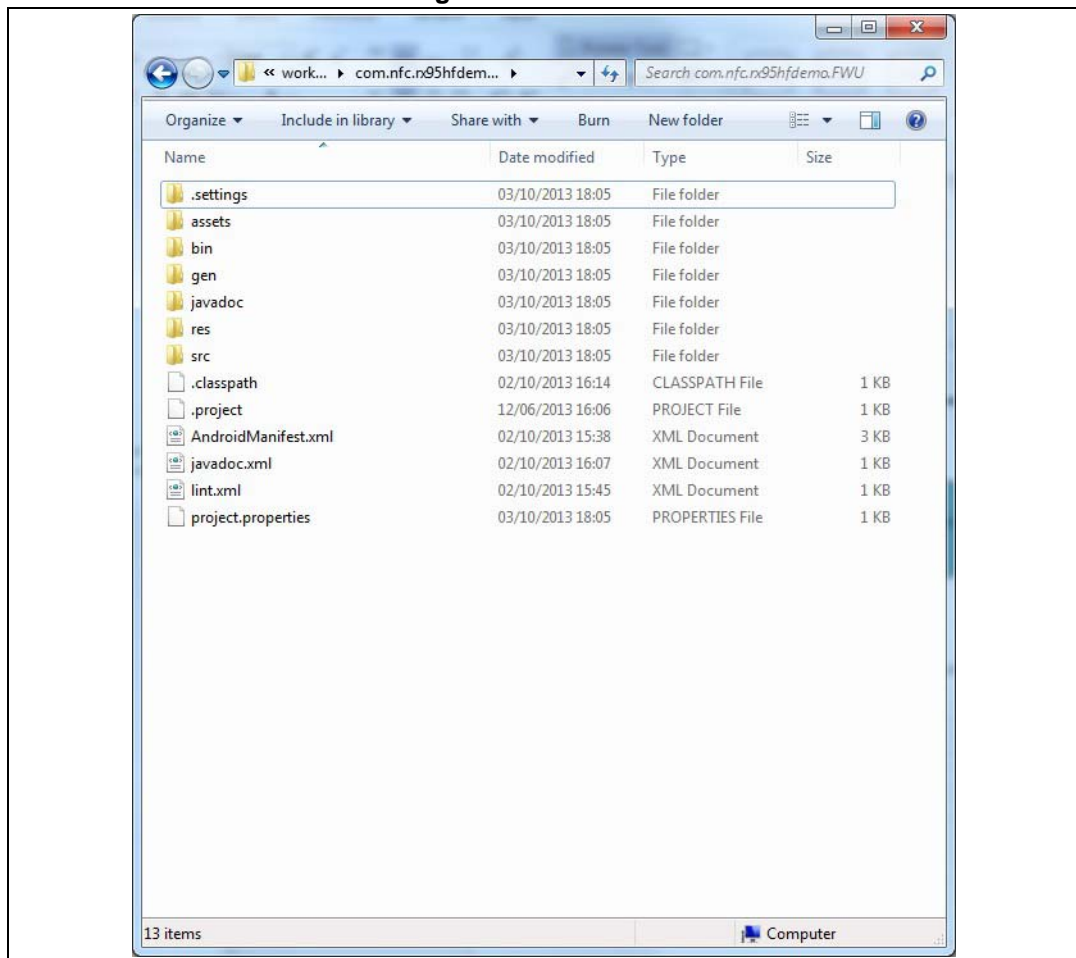 « work... ▸ com.nfc.rx95hfdem... ▸ Search com.nfc.rx95hfdemo.FWU
Organize Include in library Share with Burn New folder
Name Date modified Type Size
.settings 03/10/2013 18:05 File folder
assets 03/10/2013 18:05 File folder
bin 03/10/2013 18:05 File folder
gen 03/10/2013 18:05 File folder
javadoc 03/10/2013 18:05 File folder
res 03/10/2013 18:05 File folder
src 03/10/2013 18:05 File folder
.classpath 02/10/2013 16:14 CLASSPATH File 1 KB
.project 12/06/2013 16:06 PROJECT File 1 KB
AndroidManifest.xml 02/10/2013 15:38 XML Document 3 KB
javadoc.xml 02/10/2013 16:07 XML Document 1 KB
lint.xml 02/10/2013 15:45 XML Document 1 KB
project.properties 03/10/2013 18:05 PROPERTIES File 1 KB
13 items Computer